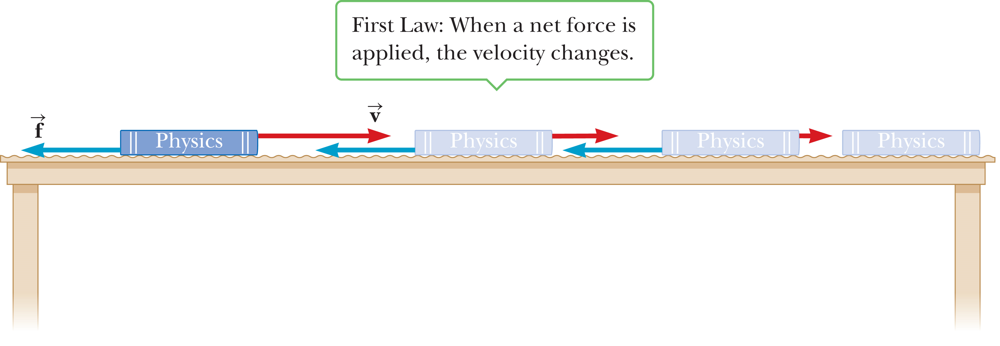 First Law: When a net force is
applied, the velocity changes.
f⃗
v⃗
Physics
Physics
Physics
Physics